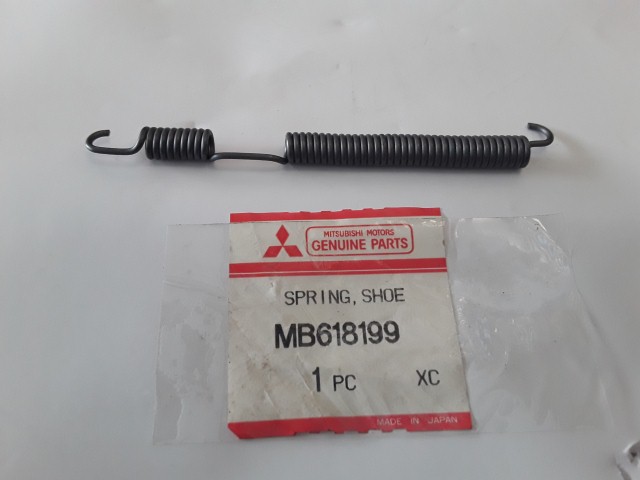 MITSUBISHI MOTORS
GENUINE PARTS
SPRING, SHOE
MB618199
1 PC XC
MADE IN JAPAN